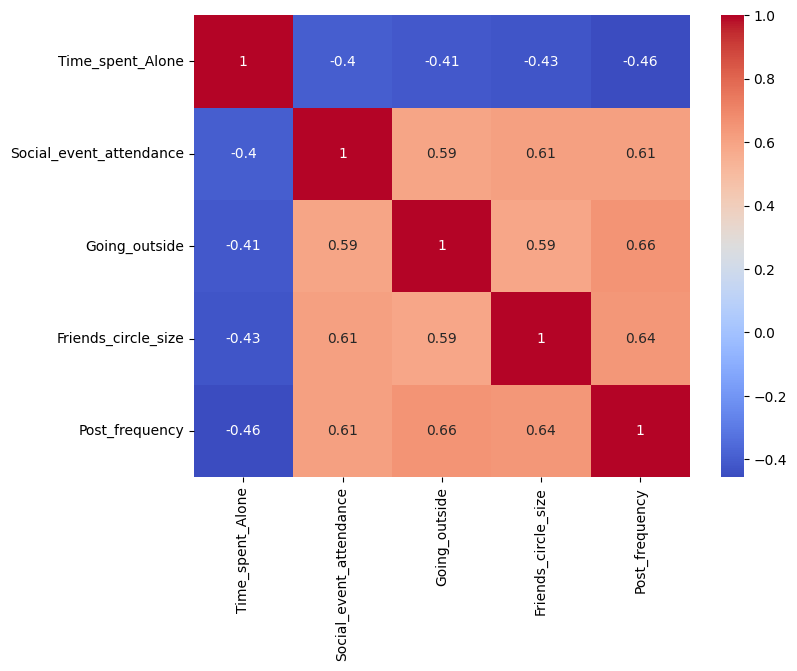 Time_spent_Alone 1 -0.4 -0.41 -0.43 -0.46
Social_event_attendance -0.4 1 0.59 0.61 0.61
Going_outside -0.41 0.59 1 0.59 0.66
Friends_circle_size -0.43 0.61 0.59 1 0.64
Post_frequency -0.46 0.61 0.66 0.64 1
Time_spent_Alone
Social_event_attendance
Going_outside
Friends_circle_size
Post_frequency
1.0
0.8
0.6
0.4
0.2
0.0
−0.2
−0.4